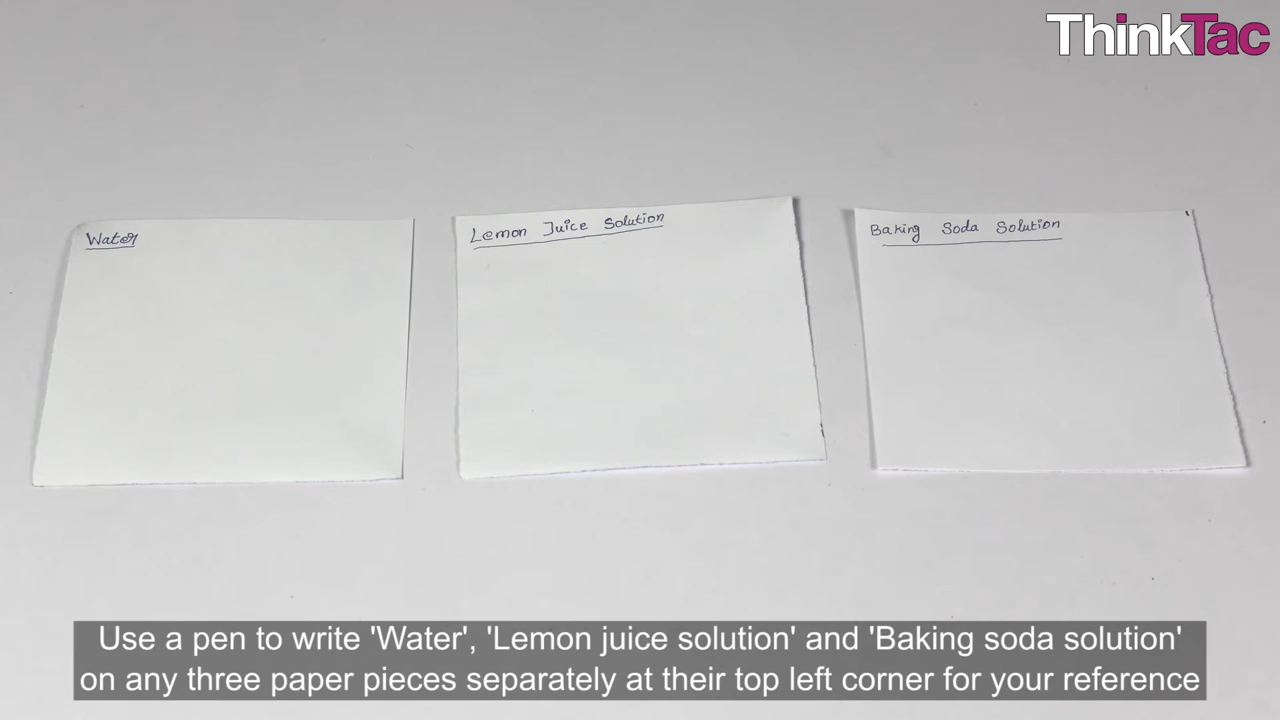 ThinkTac
Water
Lemon Juice Solution
Baking Soda Solution
Use a pen to write 'Water', 'Lemon juice solution' and 'Baking soda solution'
on any three paper pieces separately at their top left corner for your reference